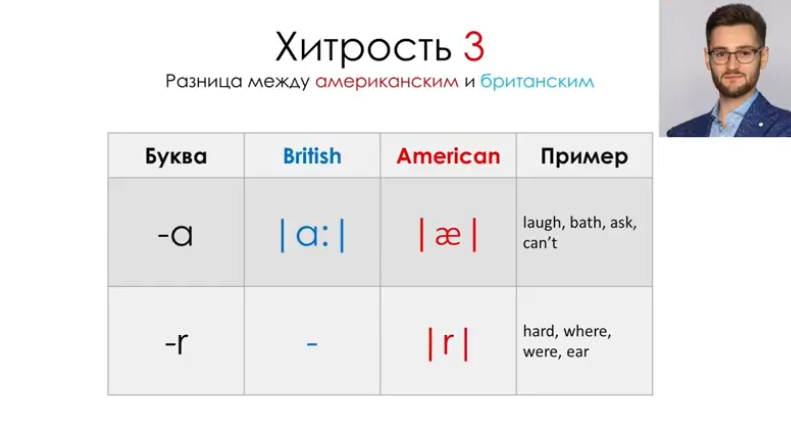 Хитрость 3
Разница между американским и британским
Буква British American Пример
-a |ɑ:| |æ| laugh, bath, ask,
can't
-r - |r| hard, where,
were, ear